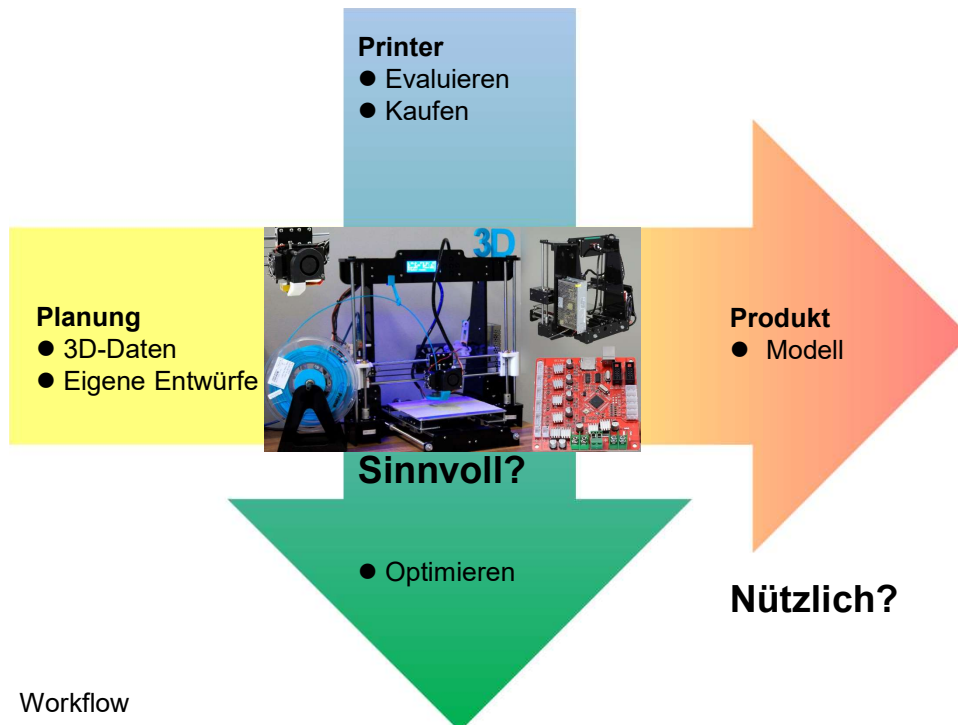 Printer
● Evaluieren
● Kaufen
3D
Planung
● 3D-Daten
● Eigene Entwürfe
Produkt
● Modell
Sinnvoll?
● Optimieren
Nützlich?
Workflow